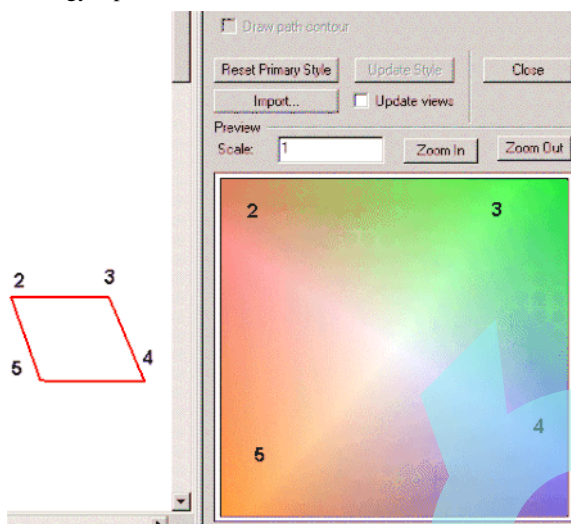 Draw path contour
Reset Primary Style Update Style Close
Import... Update views
Preview
Scale: 1 Zoom In Zoom Out
2 3
2 3
5 4
4
5